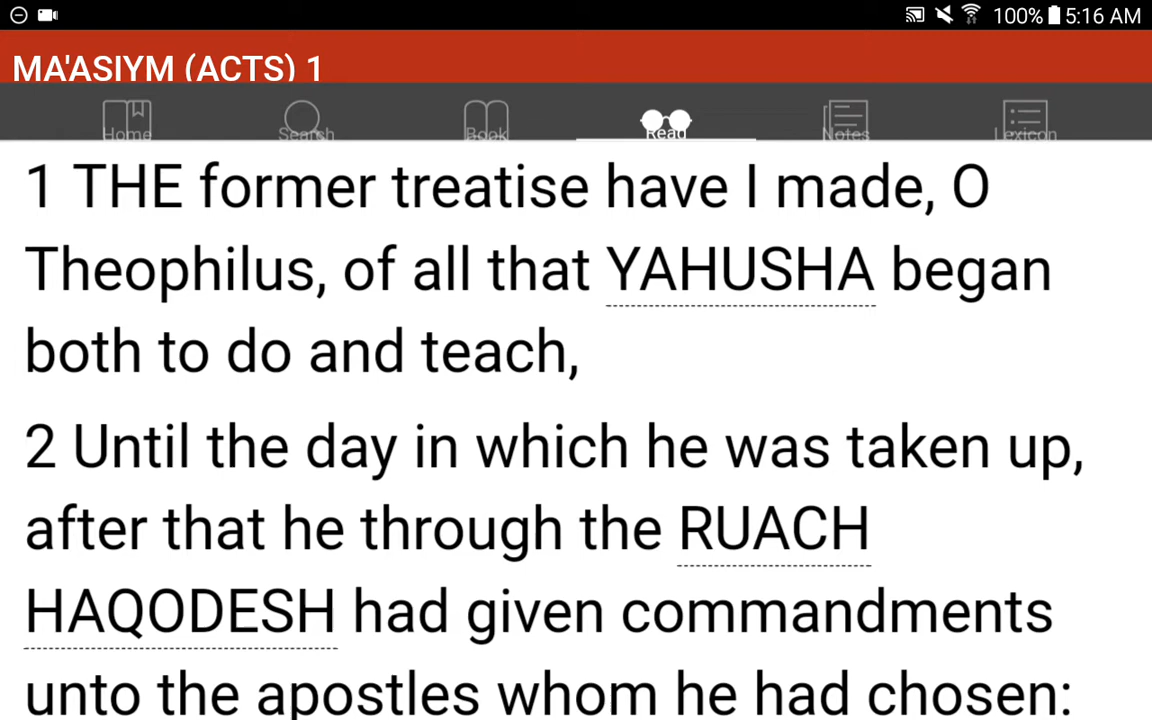 100% 5:16 AM
MA'ASIYM (ACTS) 1
Home Search Book Read Notes Lexicon
1 THE former treatise have I made, O
Theophilus, of all that YAHUSHA began
both to do and teach,
2 Until the day in which he was taken up,
after that he through the RUACH
HAQODESH had given commandments
unto the apostles whom he had chosen: